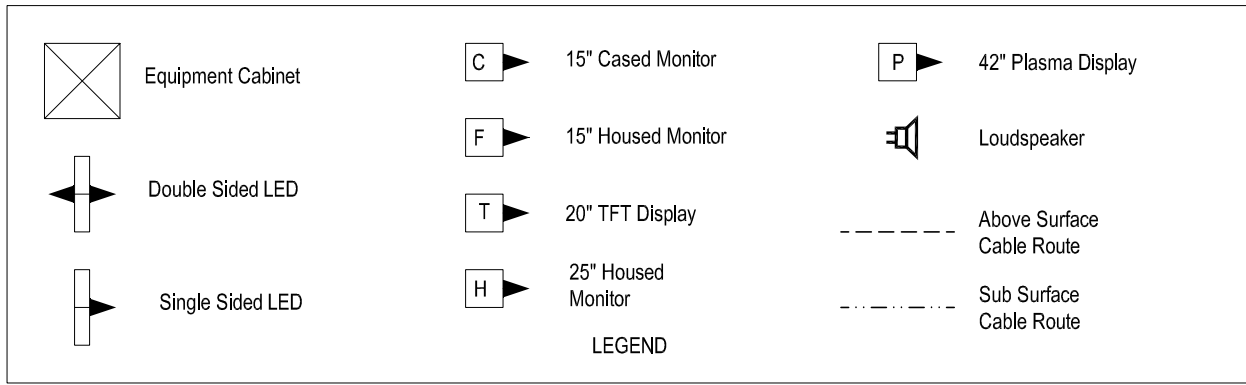 Equipment Cabinet
Double Sided LED
Single Sided LED
C
15" Cased Monitor
F
15" Housed Monitor
T
20" TFT Display
H
25" Housed
Monitor
LEGEND
P
42" Plasma Display
Loudspeaker
Above Surface
Cable Route
Sub Surface
Cable Route